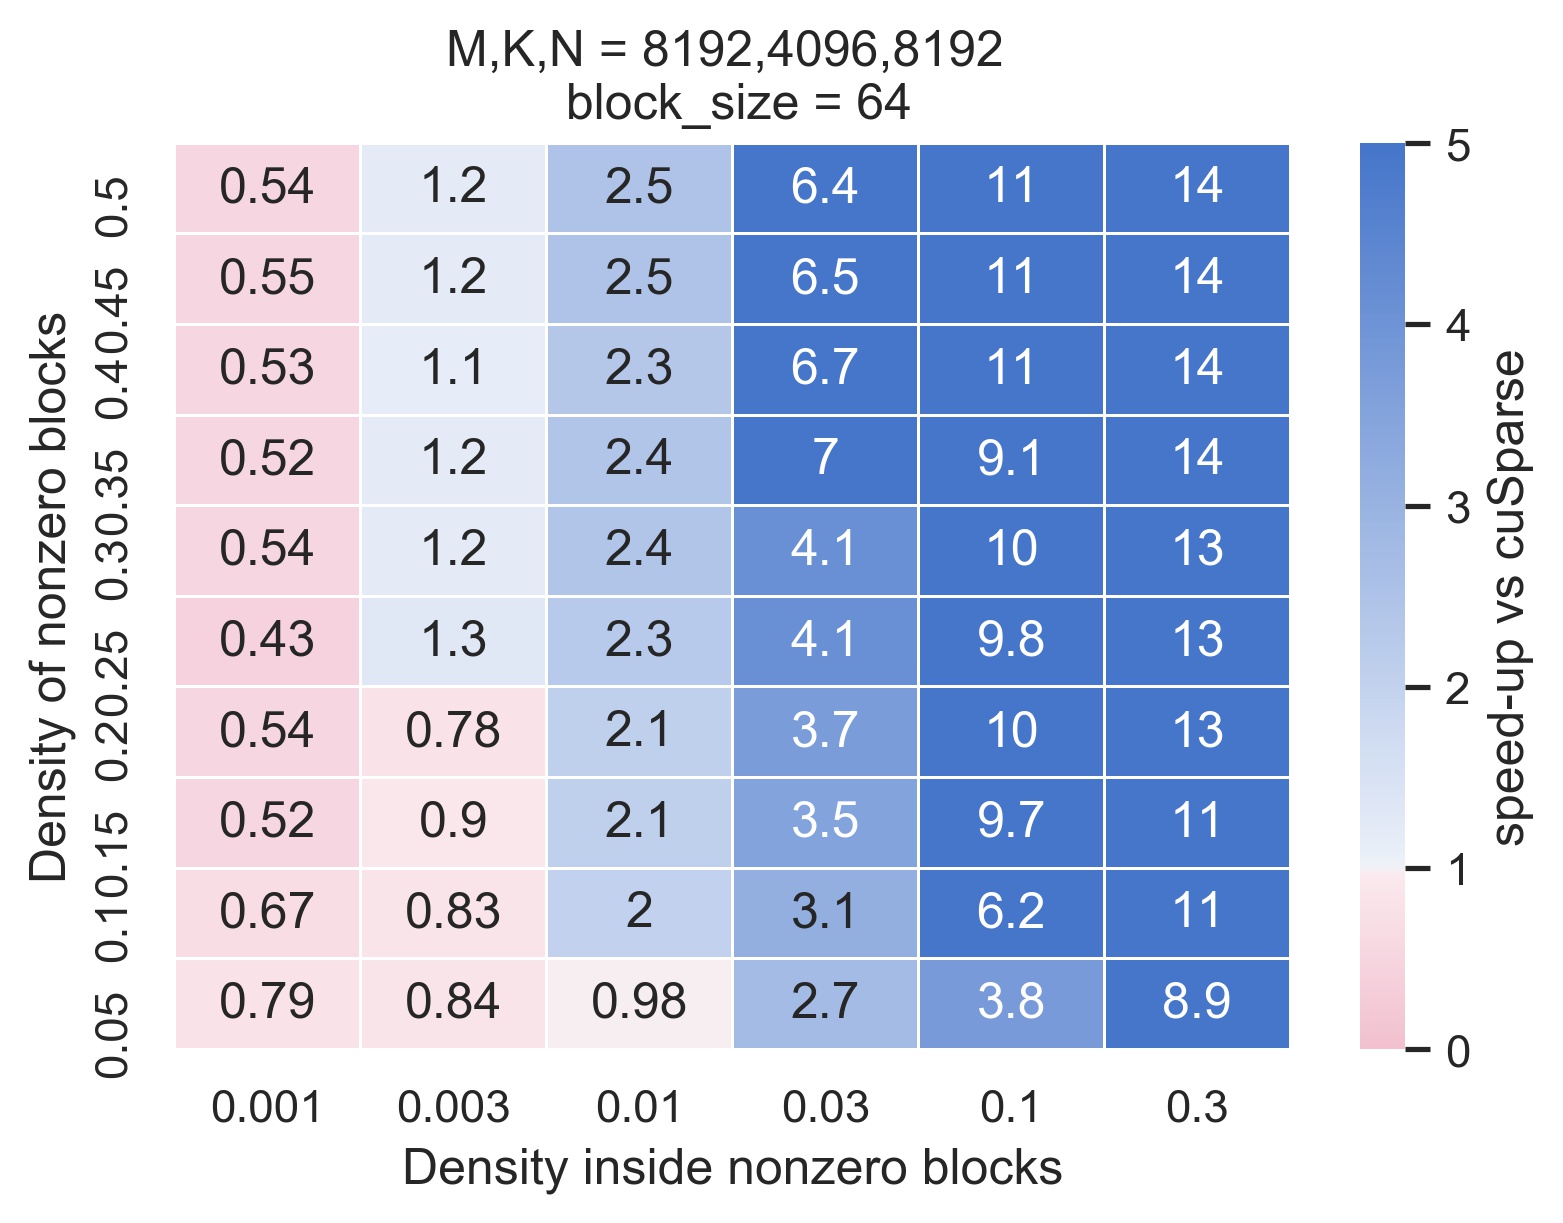 M,K,N = 8192,4096,8192
block_size = 64
Density of nonzero blocks
0.5 0.54 1.2 2.5 6.4 11 14
0.45 0.55 1.2 2.5 6.5 11 14
0.4 0.53 1.1 2.3 6.7 11 14
0.35 0.52 1.2 2.4 7 9.1 14
0.3 0.54 1.2 2.4 4.1 10 13
0.25 0.43 1.3 2.3 4.1 9.8 13
0.2 0.54 0.78 2.1 3.7 10 13
0.15 0.52 0.9 2.1 3.5 9.7 11
0.1 0.67 0.83 2 3.1 6.2 11
0.05 0.79 0.84 0.98 2.7 3.8 8.9
0.001 0.003 0.01 0.03 0.1 0.3
Density inside nonzero blocks
5
4
3
2
1
0
speed-up vs cuSparse